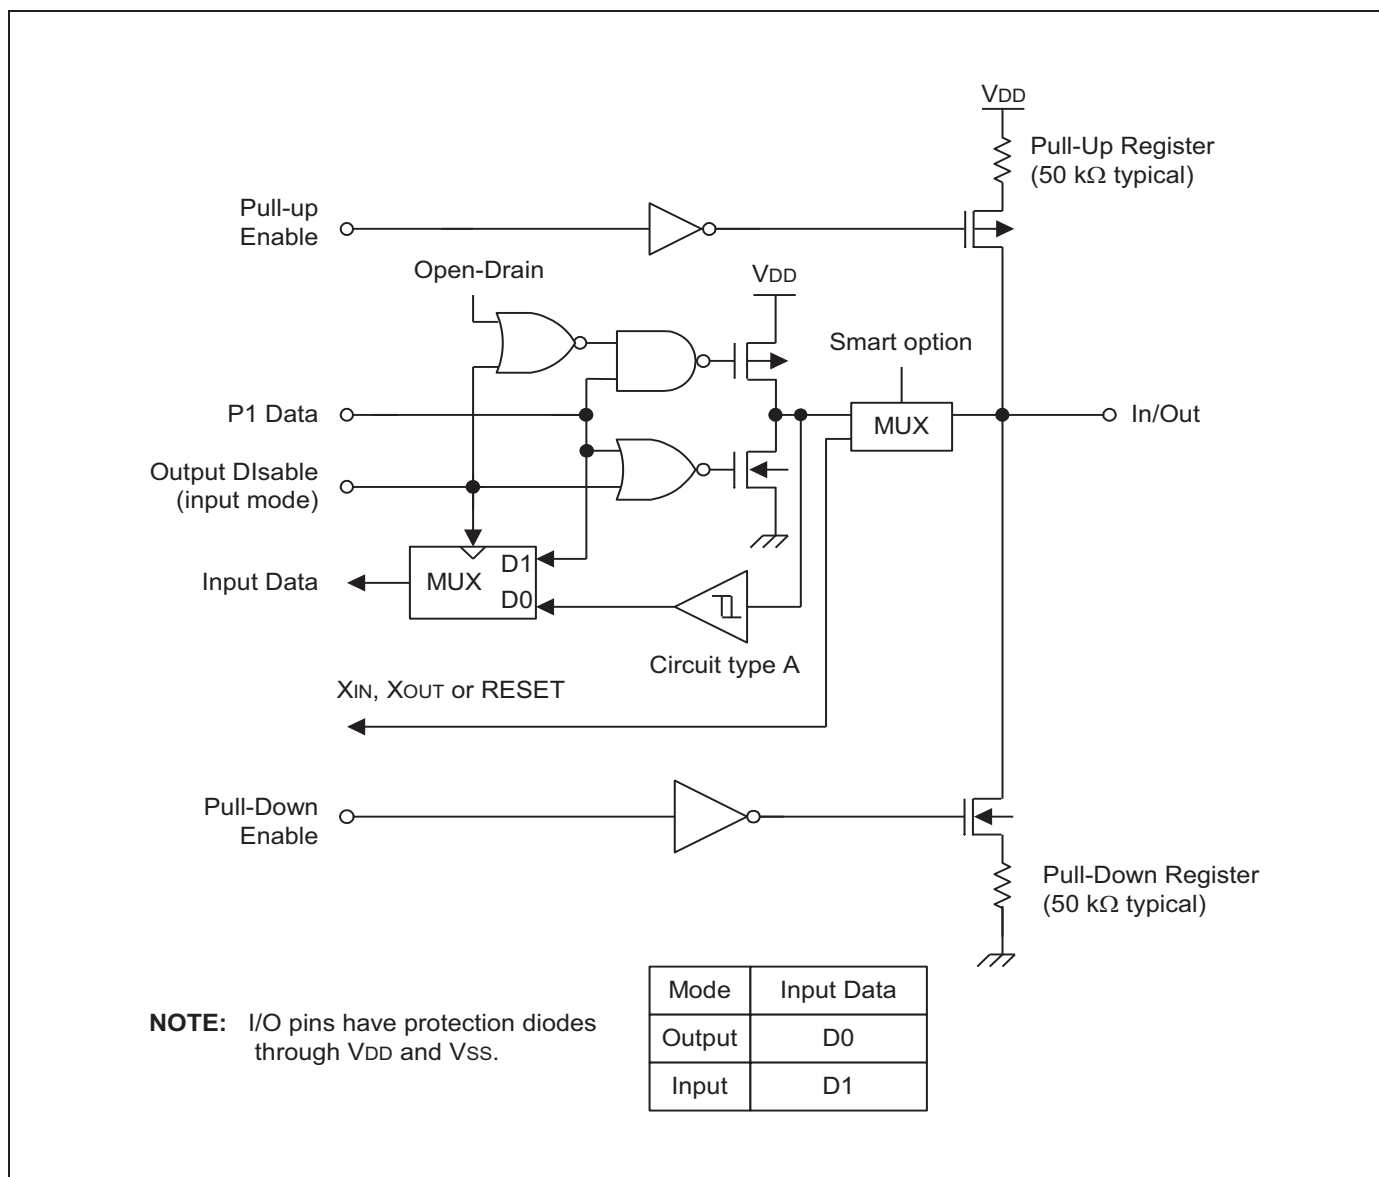 VDD
Pull-Up Register
(50 kΩ typical)
Pull-up
Enable
Open-Drain
VDD
Smart option
P1 Data
MUX
In/Out
Output DIsable
(input mode)
Input Data
MUX
D1
D0
Circuit type A
XIN, XOUT or RESET
Pull-Down
Enable
Pull-Down Register
(50 kΩ typical)
NOTE: I/O pins have protection diodes
through VDD and VSS.
Mode Input Data
Output D0
Input D1